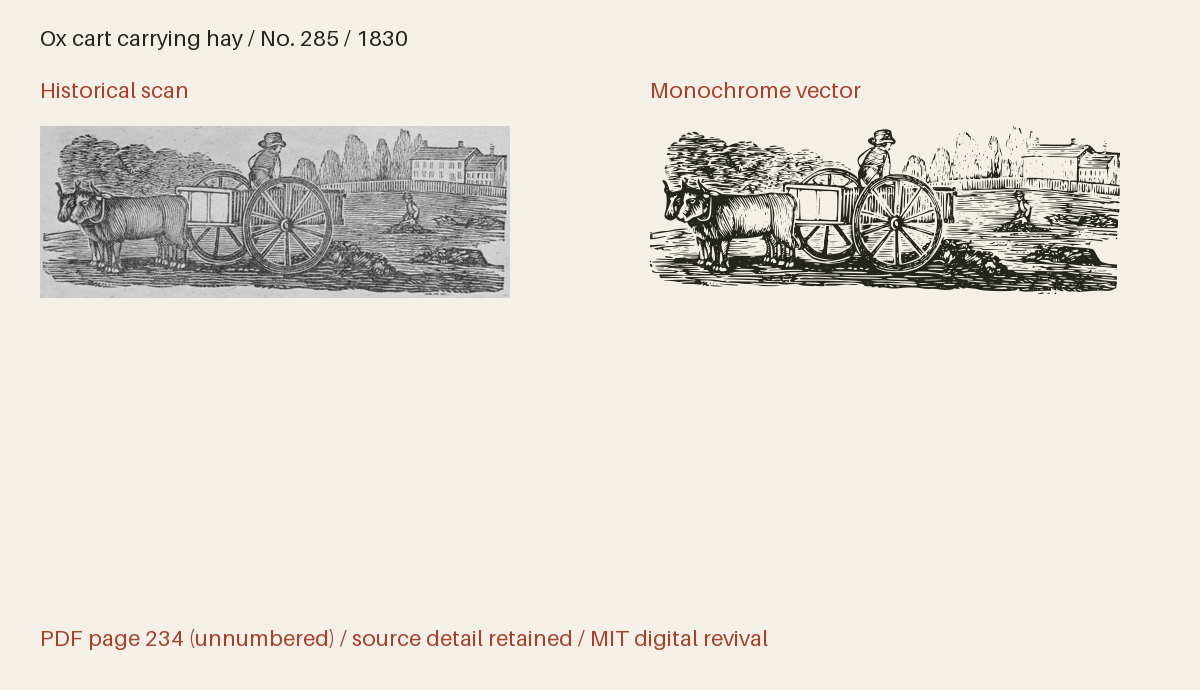 Ox cart carrying hay / No. 285 / 1830
Historical scan
Monochrome vector
PDF page 234 (unnumbered) / source detail retained / MIT digital revival